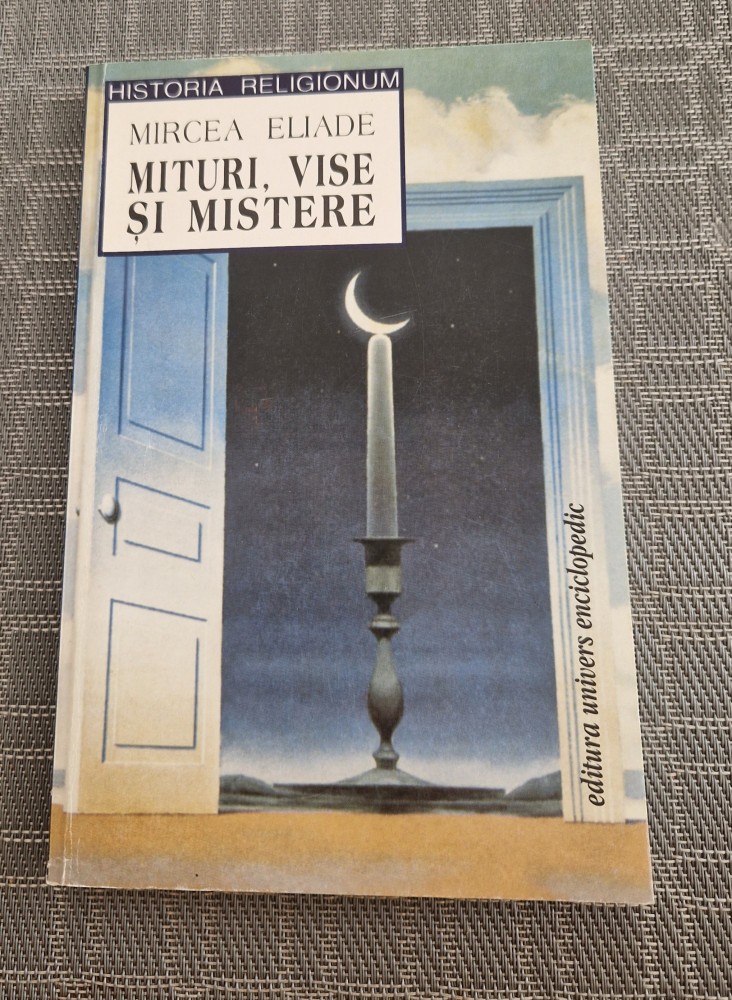 HISTORIA RELIGIONUM
MIRCEA ELIADE
MITURI, VISE
ȘI MISTERE
editura univers enciclopedic